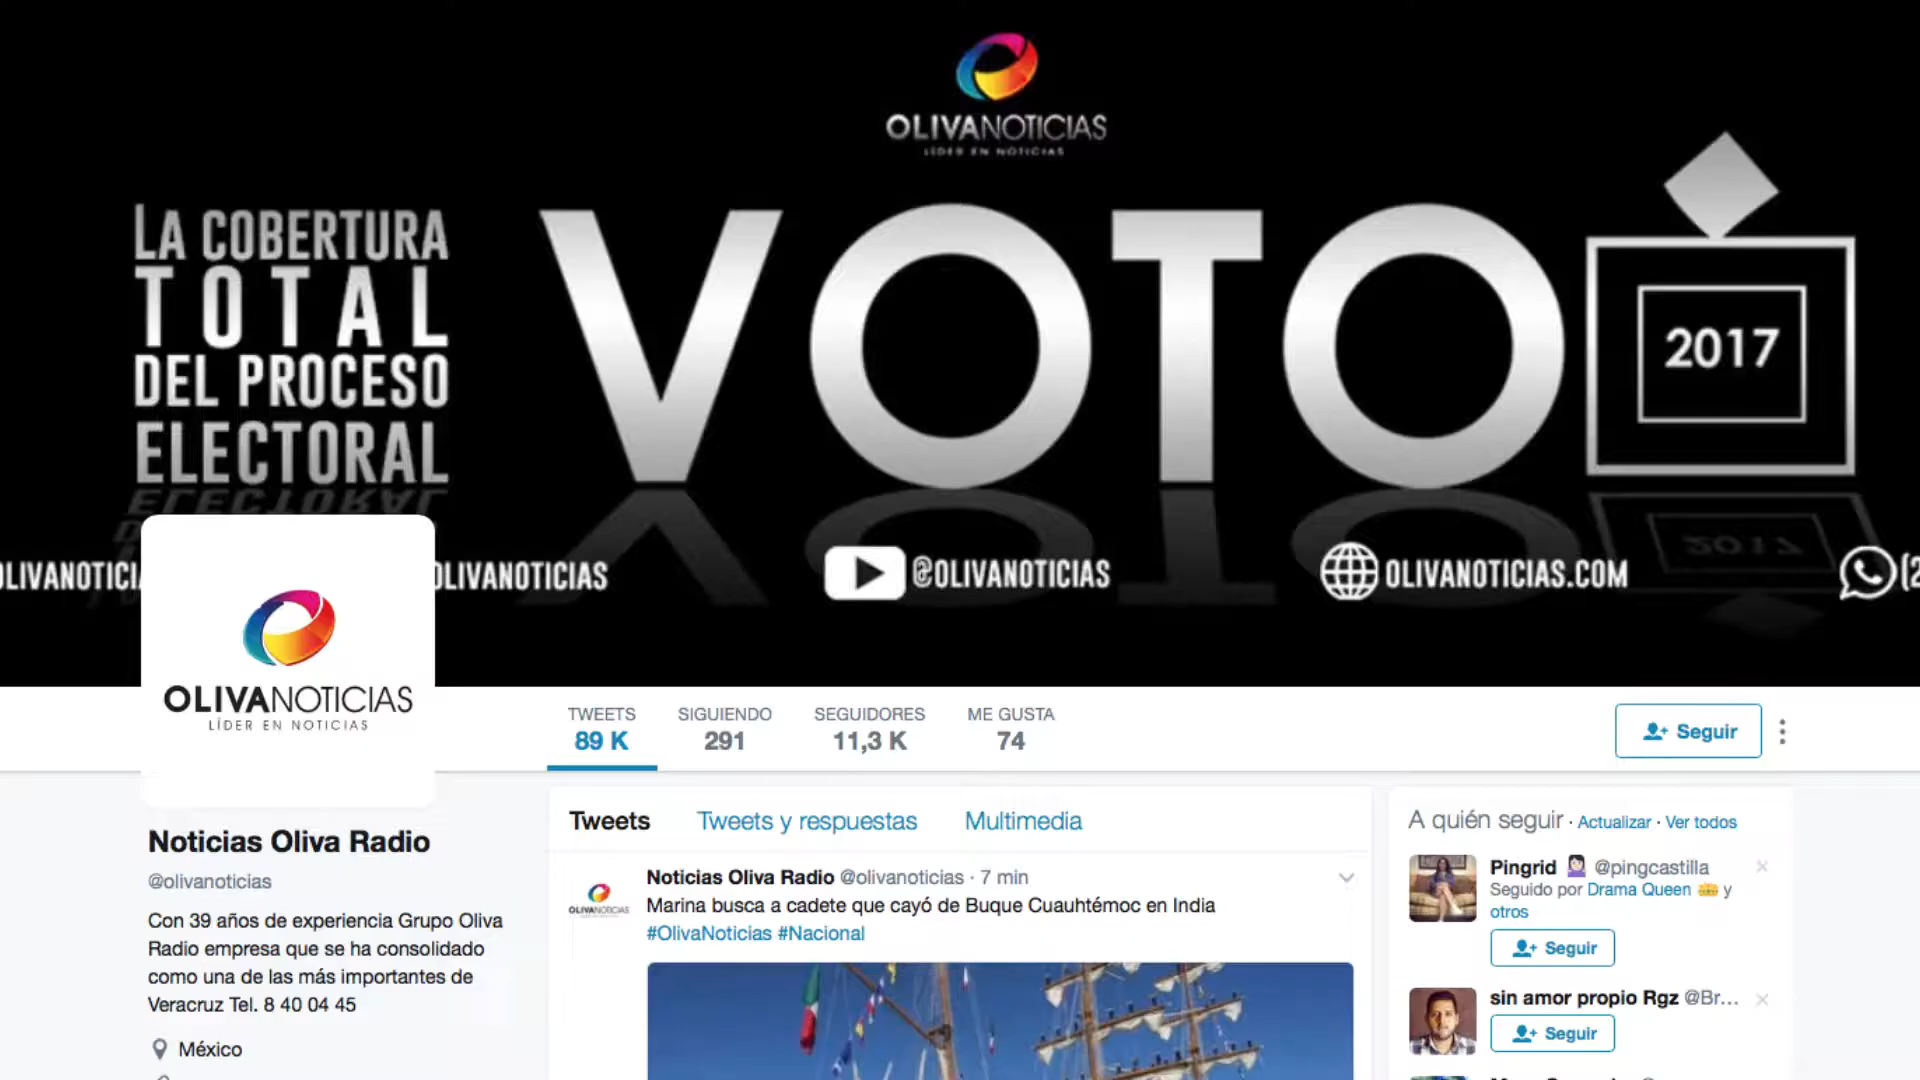 OLIVANOTICIAS
LÍDER EN NOTICIAS
LA COBERTURA
TOTAL
DEL PROCESO
ELECTORAL
VOTO
2017
OLIVANOTICIAS
@OLIVANOTICIAS
OLIVANOTICIAS.COM
OLIVANOTICIAS
LÍDER EN NOTICIAS
TWEETS
89 K
SIGUIENDO
291
SEGUIDORES
11,3 K
ME GUSTA
74
Seguir
Noticias Oliva Radio
@olivanoticias
Con 39 años de experiencia Grupo Oliva
Radio empresa que se ha consolidado
como una de las más importantes de
Veracruz Tel. 8 40 04 45
México
Tweets Tweets y respuestas Multimedia
OLIVANOTICIAS
Noticias Oliva Radio @olivanoticias · 7 min
Marina busca a cadete que cayó de Buque Cuauhtémoc en India
#OlivaNoticias #Nacional
A quién seguir · Actualizar · Ver todos
Pingrid @pingcastilla
Seguido por Drama Queen y
otros
Seguir
sin amor propio Rgz @Br...
Seguir